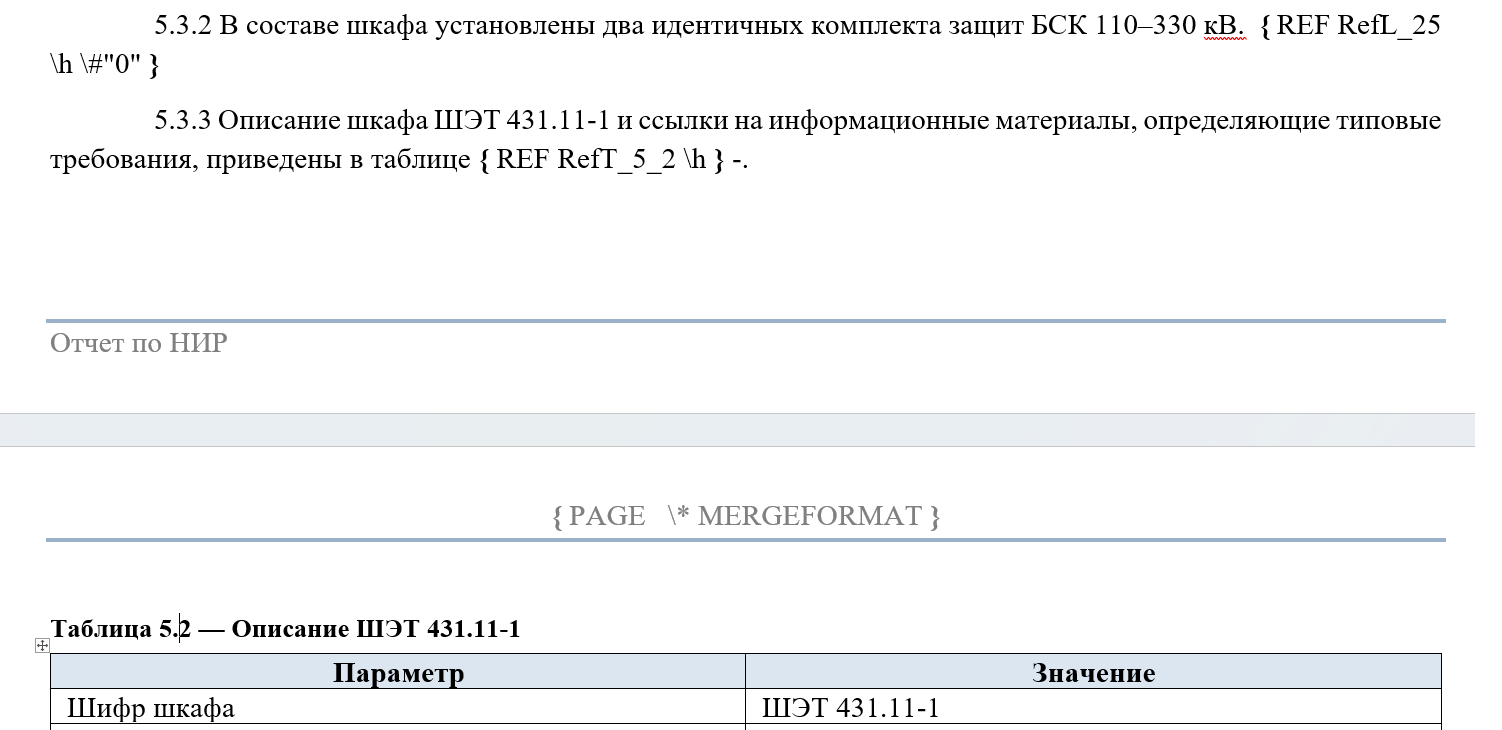 5.3.2 В составе шкафа установлены два идентичных комплекта защит БСК 110–330 кВ. { REF RefL_25
\h \#"0" }
5.3.3 Описание шкафа ШЭТ 431.11-1 и ссылки на информационные материалы, определяющие типовые
требования, приведены в таблице { REF RefT_5_2 \h } -.
Отчет по НИР
{ PAGE \* MERGEFORMAT }
Таблица 5.2 — Описание ШЭТ 431.11-1
Параметр Значение
Шифр шкафа ШЭТ 431.11-1